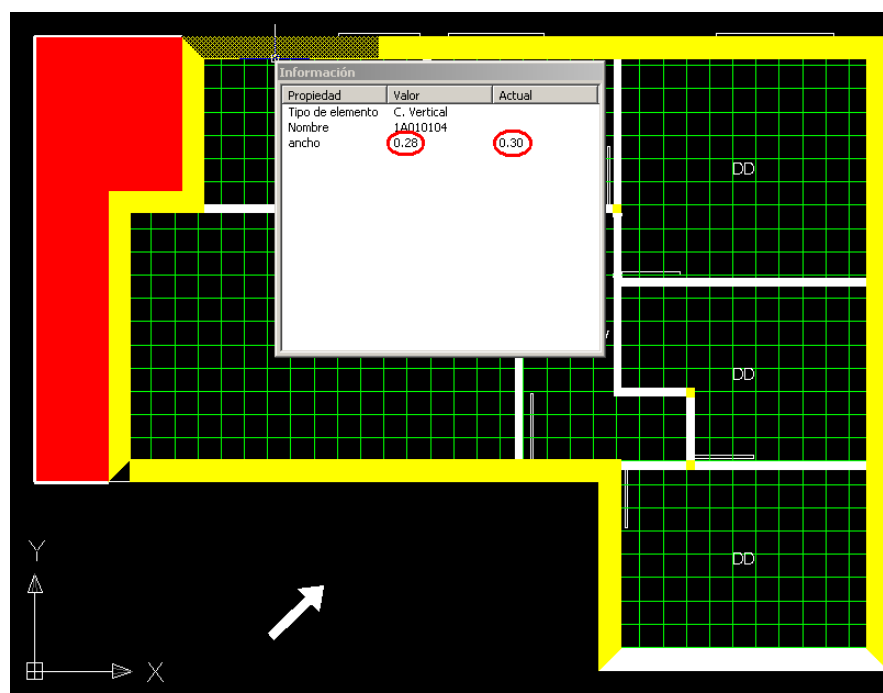 Información
Propiedad Valor Actual
Tipo de elemento C. Vertical
Nombre 1A010104
ancho 0.28 0.30
DD
DD
DD
Y
X